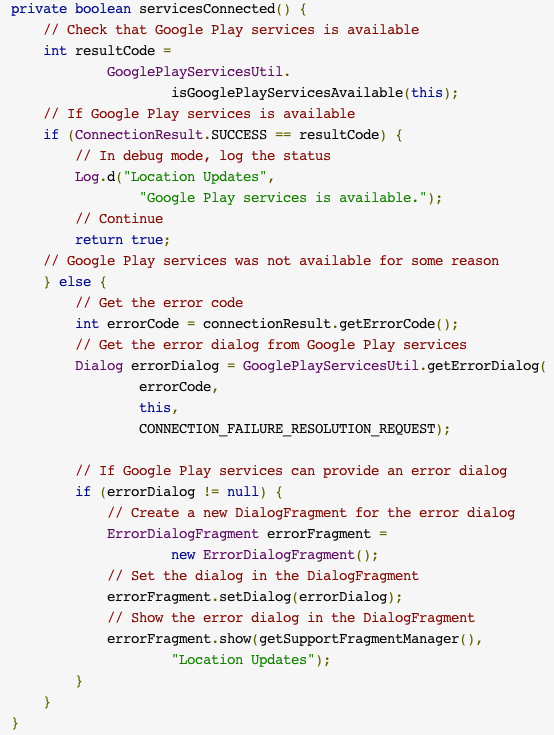 private boolean servicesConnected() {
    // Check that Google Play services is available
    int resultCode =
            GooglePlayServicesUtil.
                    isGooglePlayServicesAvailable(this);
    // If Google Play services is available
    if (ConnectionResult.SUCCESS == resultCode) {
        // In debug mode, log the status
        Log.d("Location Updates",
                "Google Play services is available.");
        // Continue
        return true;
    // Google Play services was not available for some reason
    } else {
        // Get the error code
        int errorCode = connectionResult.getErrorCode();
        // Get the error dialog from Google Play services
        Dialog errorDialog = GooglePlayServicesUtil.getErrorDialog(
                errorCode,
                this,
                CONNECTION_FAILURE_RESOLUTION_REQUEST);

        // If Google Play services can provide an error dialog
        if (errorDialog != null) {
            // Create a new DialogFragment for the error dialog
            ErrorDialogFragment errorFragment =
                    new ErrorDialogFragment();
            // Set the dialog in the DialogFragment
            errorFragment.setDialog(errorDialog);
            // Show the error dialog in the DialogFragment
            errorFragment.show(getSupportFragmentManager(),
                    "Location Updates");
        }
    }
}